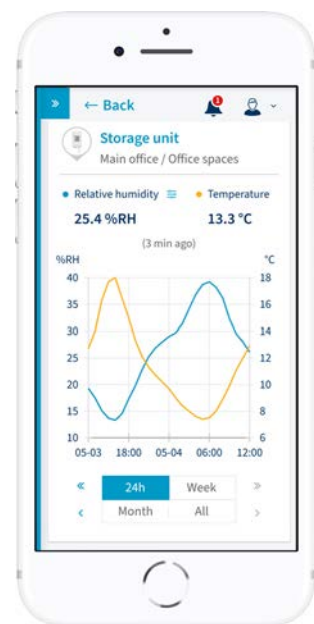 » ← Back 1
Storage unit
Main office / Office spaces
Relative humidity Temperature
25.4 %RH 13.3 °C
(3 min ago)
%RH °C
40 18
35 16
30 14
25 12
20 10
15 8
10 6
05-03 18:00 05-04 06:00 12:00
« 24h Week »
‹ Month All ›